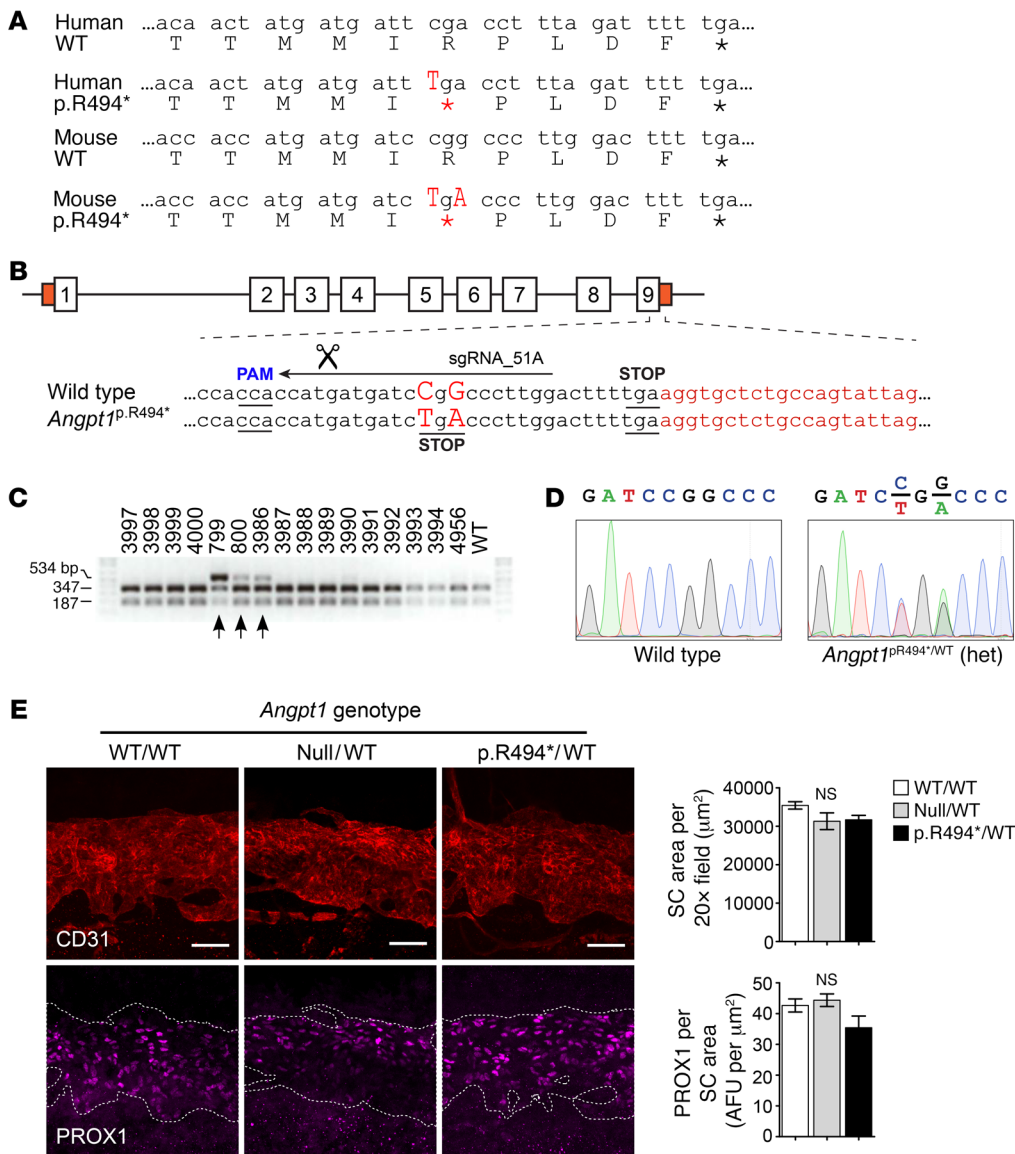 A
Human ...aca act atg atg att cga cct tta gat ttt tga...
WT T T M M I R P L D F *
Human ...aca act atg atg att Tga cct tta gat ttt tga...
p.R494* T T M M I * P L D F *
Mouse ...acc acc atg atg atc cgg ccc ttg gac ttt tga...
WT T T M M I R P L D F *
Mouse ...acc acc atg atg atc TgA ccc ttg gac ttt tga...
p.R494* T T M M I * P L D F *
B
1 2 3 4 5 6 7 8 9
sgRNA_51A
PAM STOP
Wild type ...ccaccaccatgatgatcCgGcccttggacttttgaaggtgctctgccagtattag...
Angpt1p.R494* ...ccaccaccatgatgatcTgAcccttggacttttgaaggtgctctgccagtattag...
STOP
C
3997 3998 3999 4000 799 800 3986 3987 3988 3989 3990 3991 3992 3993 3994 4956 WT
534 bp
347
187
D
G A T C C G G C C C
G A T C C/T G G/A C C C
Wild type
Angpt1pR494*/WT (het)
E
Angpt1 genotype
WT/WT Null/WT p.R494*/WT
CD31
PROX1
SC area per
20× field (μm2)
40000
30000
20000
10000
0
NS
WT/WT
Null/WT
p.R494*/WT
PROX1 per
SC area
(AFU per μm2)
50
40
30
20
10
0
NS